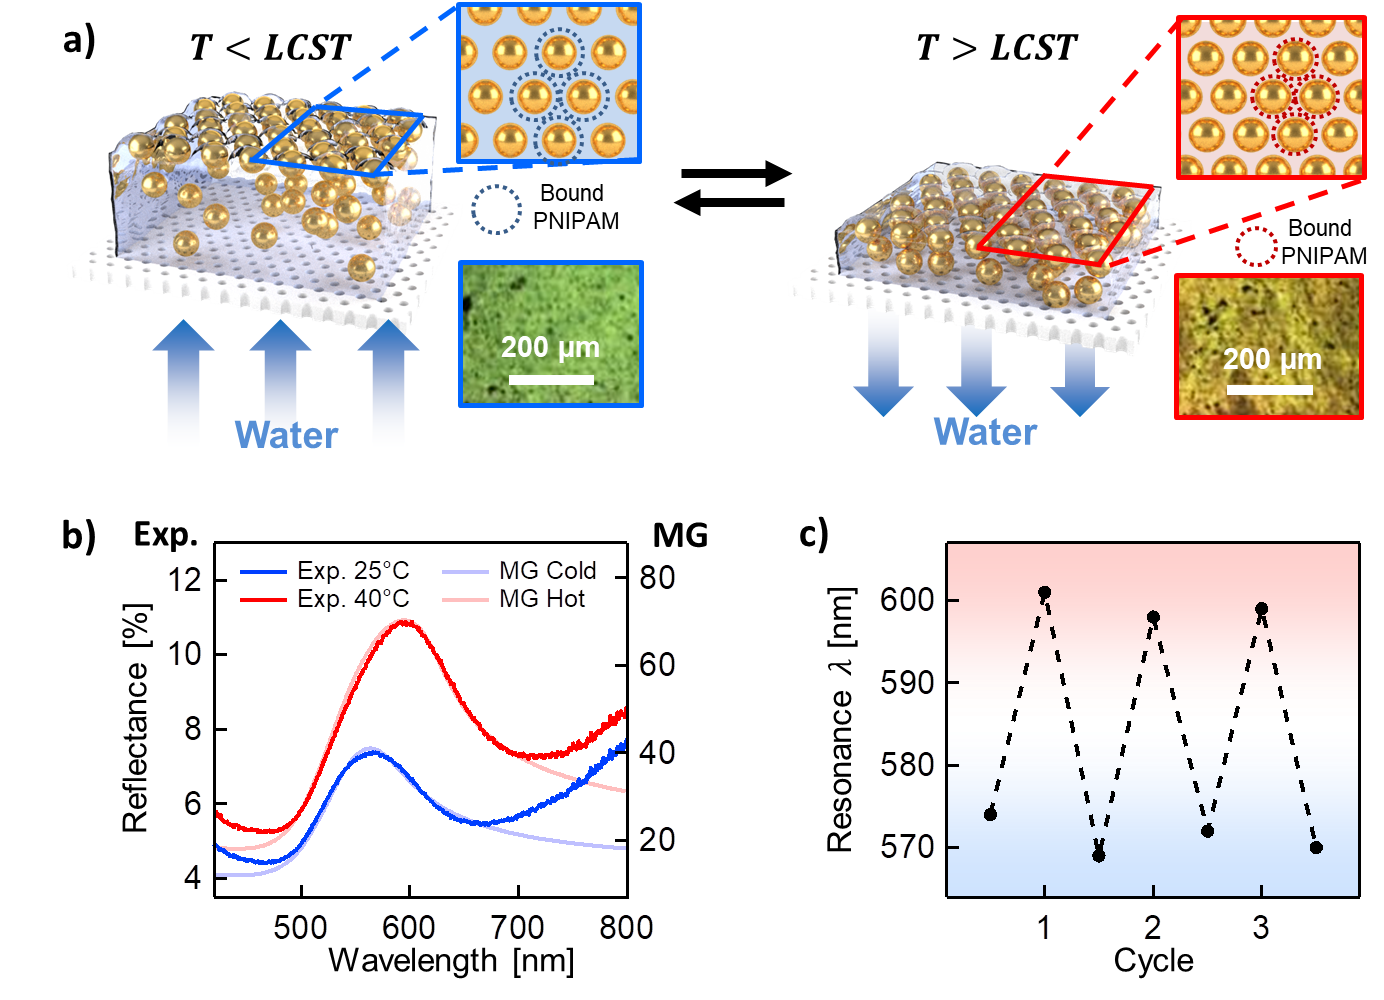 a)
T < LCST
T > LCST
Bound
PNIPAM
Bound
PNIPAM
200 µm
200 µm
Water
Water
b)
Exp.
MG
Exp. 25°C
Exp. 40°C
MG Cold
MG Hot
Reflectance [%]
12
10
8
6
4
80
60
40
20
500
600
700
800
Wavelength [nm]
c)
Resonance λ [nm]
600
590
580
570
1
2
3
Cycle